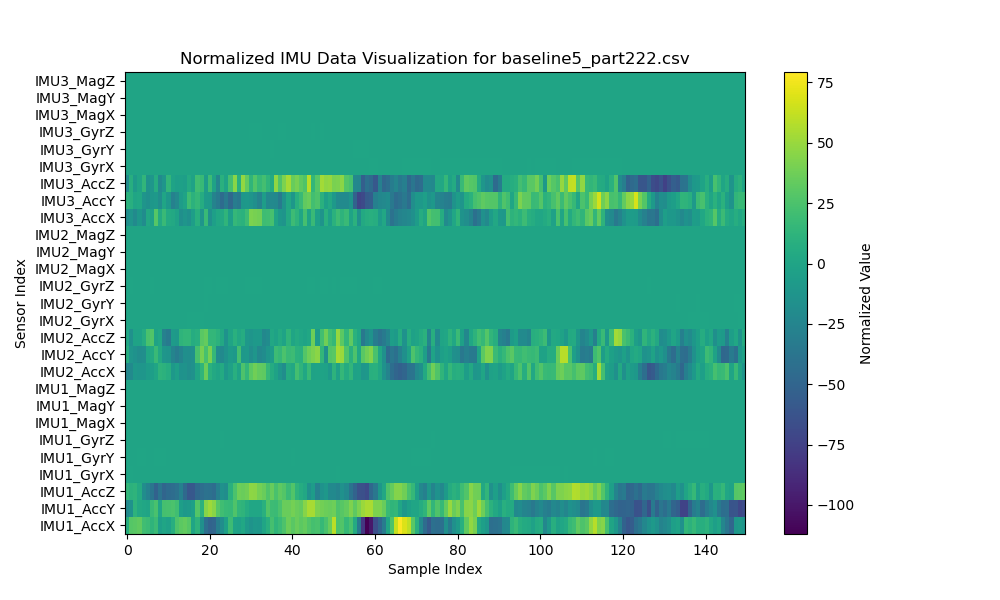 Normalized IMU Data Visualization for baseline5_part222.csv
IMU3_MagZ
IMU3_MagY
IMU3_MagX
IMU3_GyrZ
IMU3_GyrY
IMU3_GyrX
IMU3_AccZ
IMU3_AccY
IMU3_AccX
IMU2_MagZ
IMU2_MagY
IMU2_MagX
IMU2_GyrZ
IMU2_GyrY
IMU2_GyrX
IMU2_AccZ
IMU2_AccY
IMU2_AccX
IMU1_MagZ
IMU1_MagY
IMU1_MagX
IMU1_GyrZ
IMU1_GyrY
IMU1_GyrX
IMU1_AccZ
IMU1_AccY
IMU1_AccX
Sensor Index
0 20 40 60 80 100 120 140
Sample Index
75
50
25
0
−25
−50
−75
−100
Normalized Value